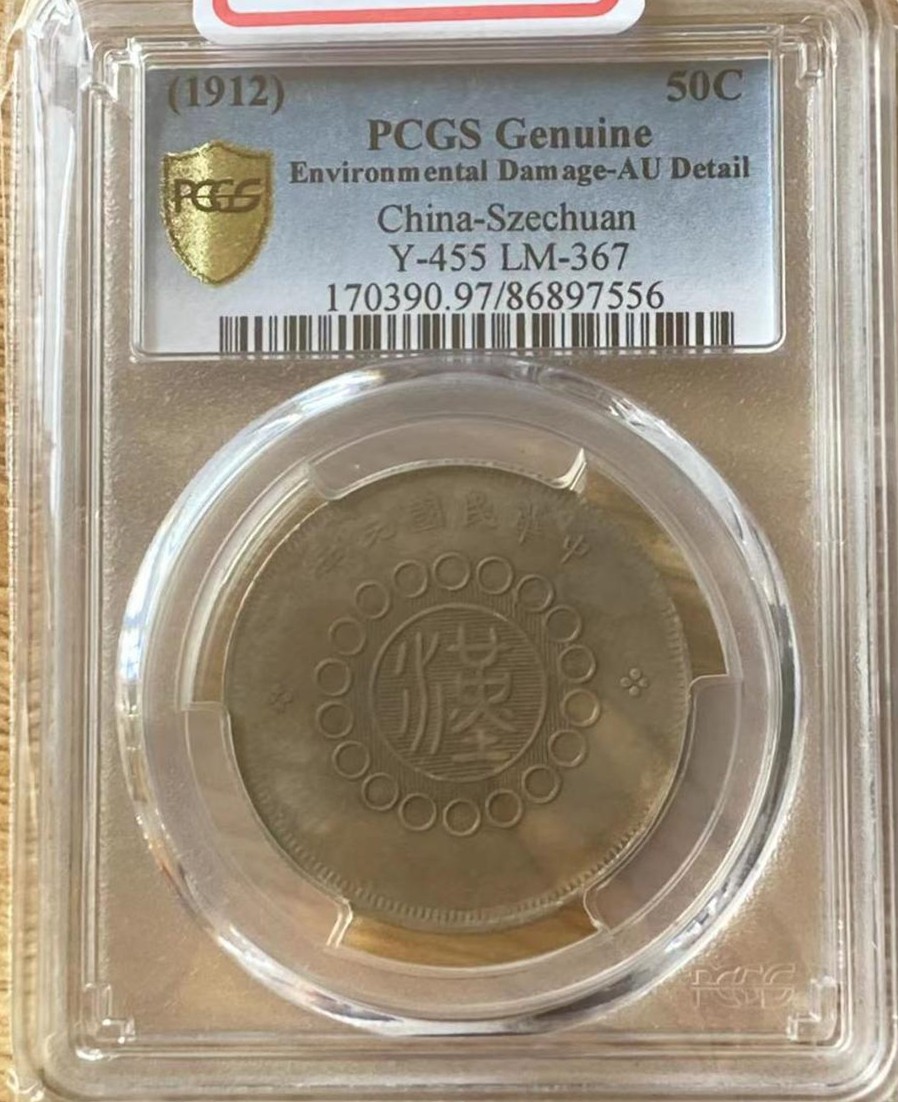 (1912) 50C
PCGS Genuine
Environmental Damage-AU Detail
PCGS
China-Szechuan
Y-455 LM-367
170390.97/86897556
年元國民華中
漢
PCGS